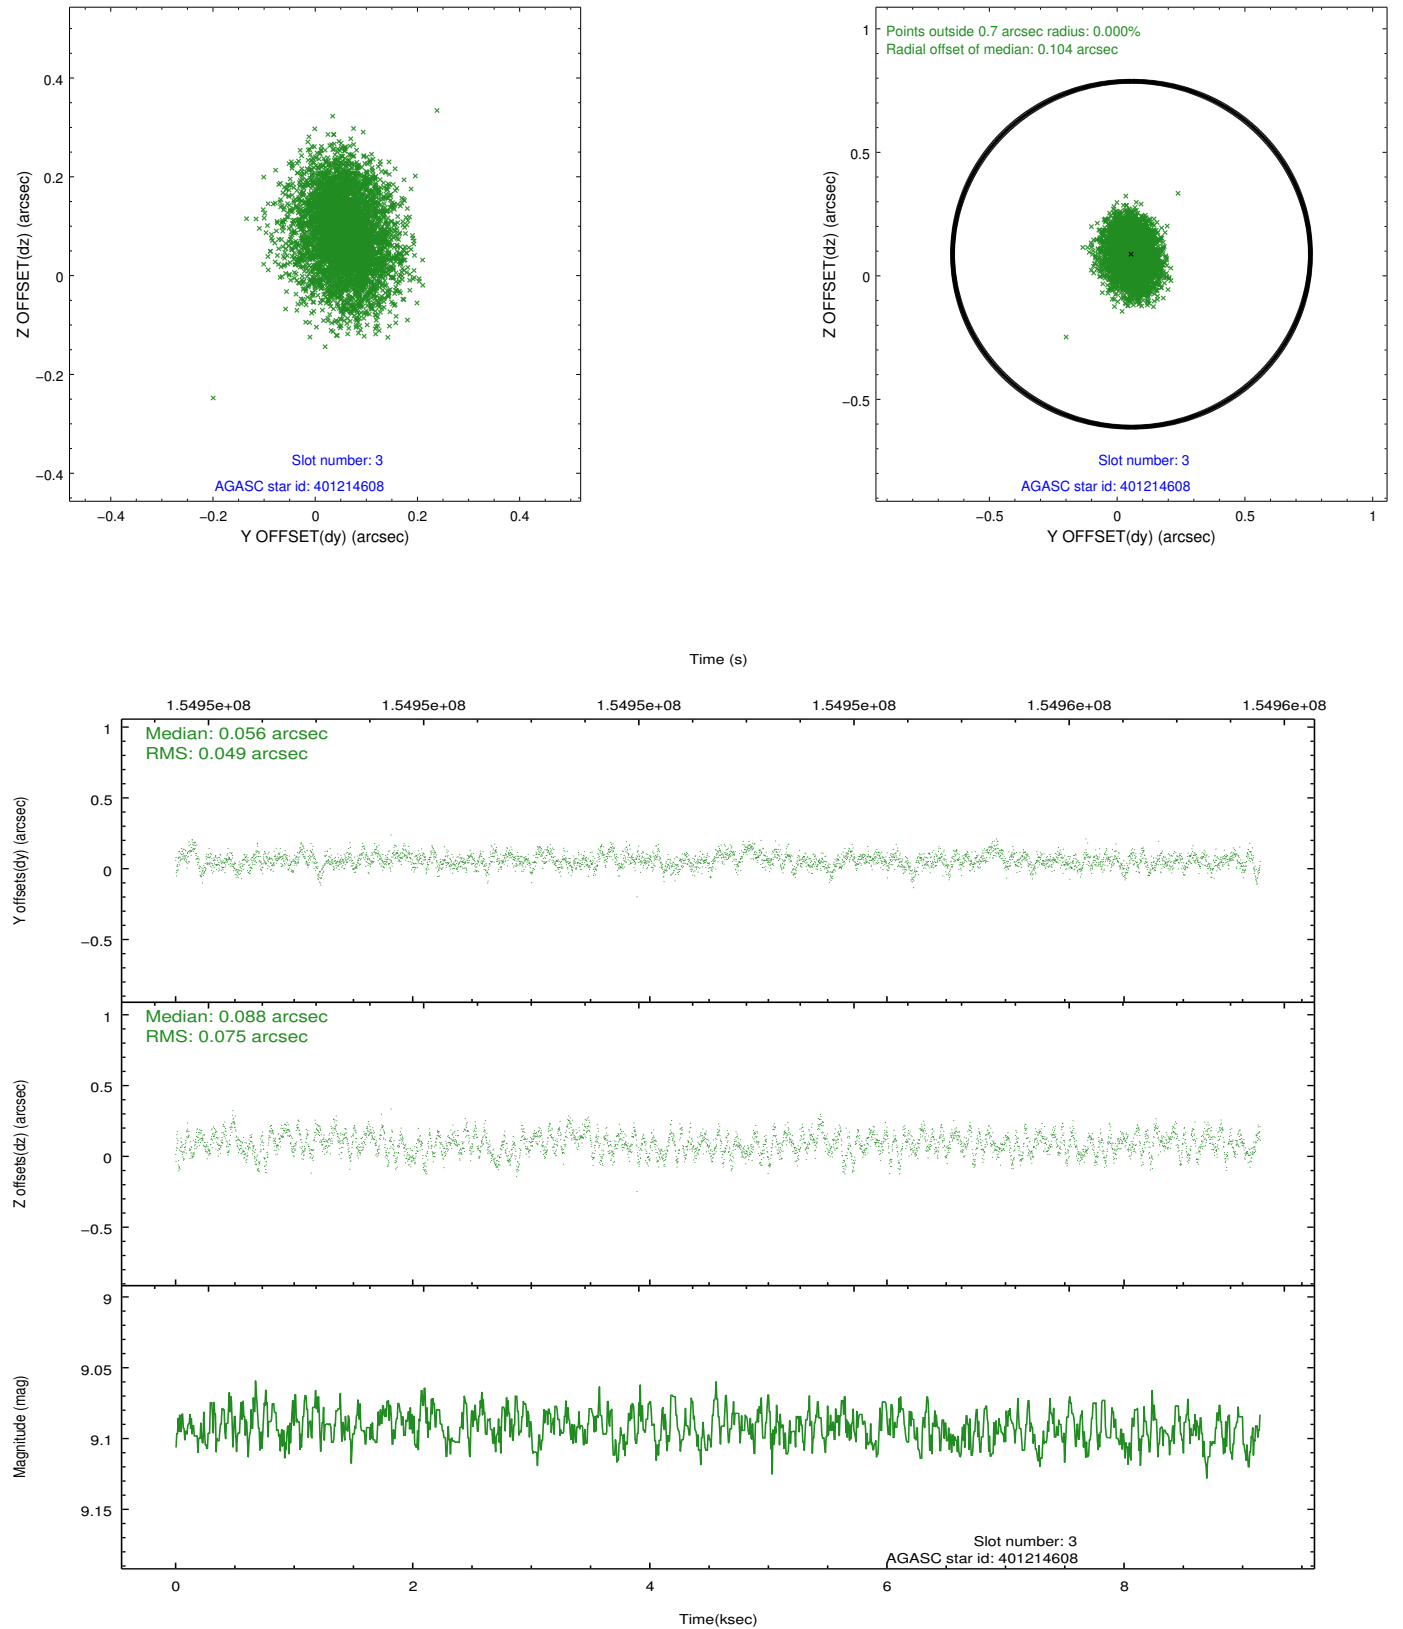 0.4
0.2
0
−0.2
−0.4
−0.4
−0.2
0
0.2
0.4
Z OFFSET(dz) (arcsec)
Y OFFSET(dy) (arcsec)
Slot number: 3
AGASC star id: 401214608
Points outside 0.7 arcsec radius: 0.000%
Radial offset of median: 0.104 arcsec
1
0.5
0
−0.5
−0.5
0
0.5
1
Z OFFSET(dz) (arcsec)
Y OFFSET(dy) (arcsec)
Slot number: 3
AGASC star id: 401214608
Time (s)
1.5495e+08
1.5495e+08
1.5495e+08
1.5495e+08
1.5496e+08
1.5496e+08
Median: 0.056 arcsec
RMS: 0.049 arcsec
1
0.5
0
−0.5
Y offsets(dy) (arcsec)
Median: 0.088 arcsec
RMS: 0.075 arcsec
1
0.5
0
−0.5
Z offsets(dz) (arcsec)
9
9.05
9.1
9.15
Magnitude (mag)
Slot number: 3
AGASC star id: 401214608
0
2
4
6
8
Time(ksec)